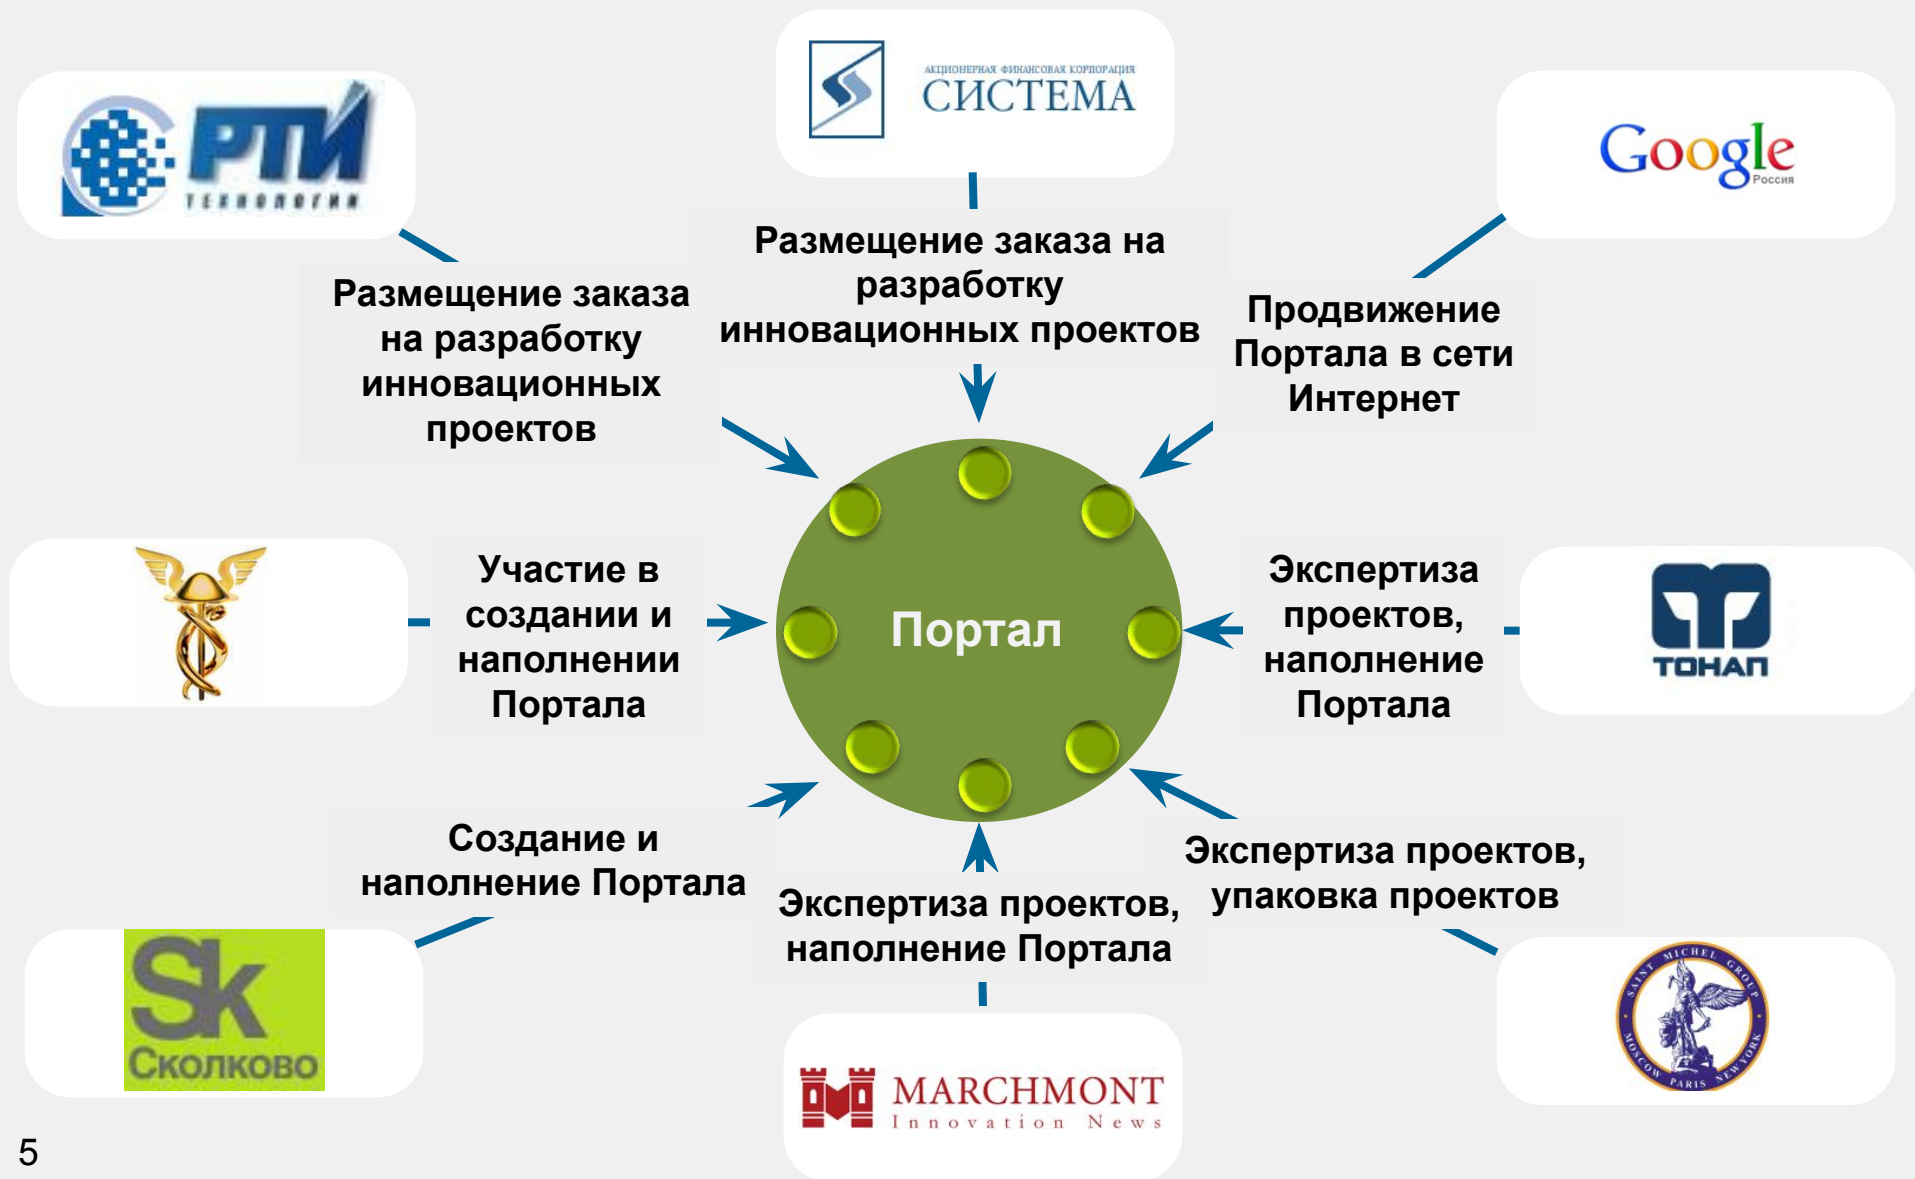 РТИ
ТЕХНОЛОГИИ
АКЦИОНЕРНАЯ ФИНАНСОВАЯ КОРПОРАЦИЯ
СИСТЕМА
Google
Россия
Размещение заказа
на разработку
инновационных
проектов
Размещение заказа на
разработку
инновационных проектов
Продвижение
Портала в сети
Интернет
Участие в
создании и
наполнении
Портала
Портал
Экспертиза
проектов,
наполнение
Портала
ТОНАП
Создание и
наполнение Портала
Экспертиза проектов,
наполнение Портала
Экспертиза проектов,
упаковка проектов
Sk
Сколково
MARCHMONT
Innovation News
SAINT MICHEL GROUP
MOSCOW PARIS NEW YORK
5